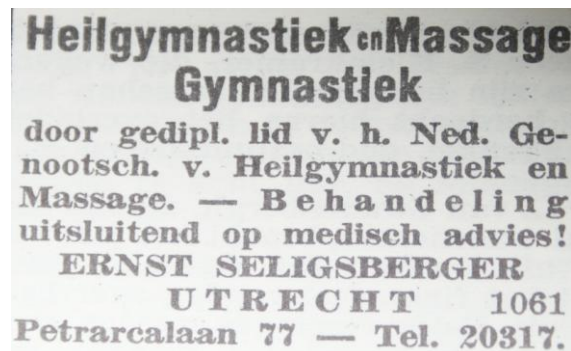 Heilgymnastiek en Massage
Gymnastiek
door gedipl. lid v. h. Ned. Ge-
nootsch. v. Heilgymnastiek en
Massage. — Behandeling
uitsluitend op medisch advies!
ERNST SELIGSBERGER
UTRECHT 1061
Petrarcalaan 77 — Tel. 20317.